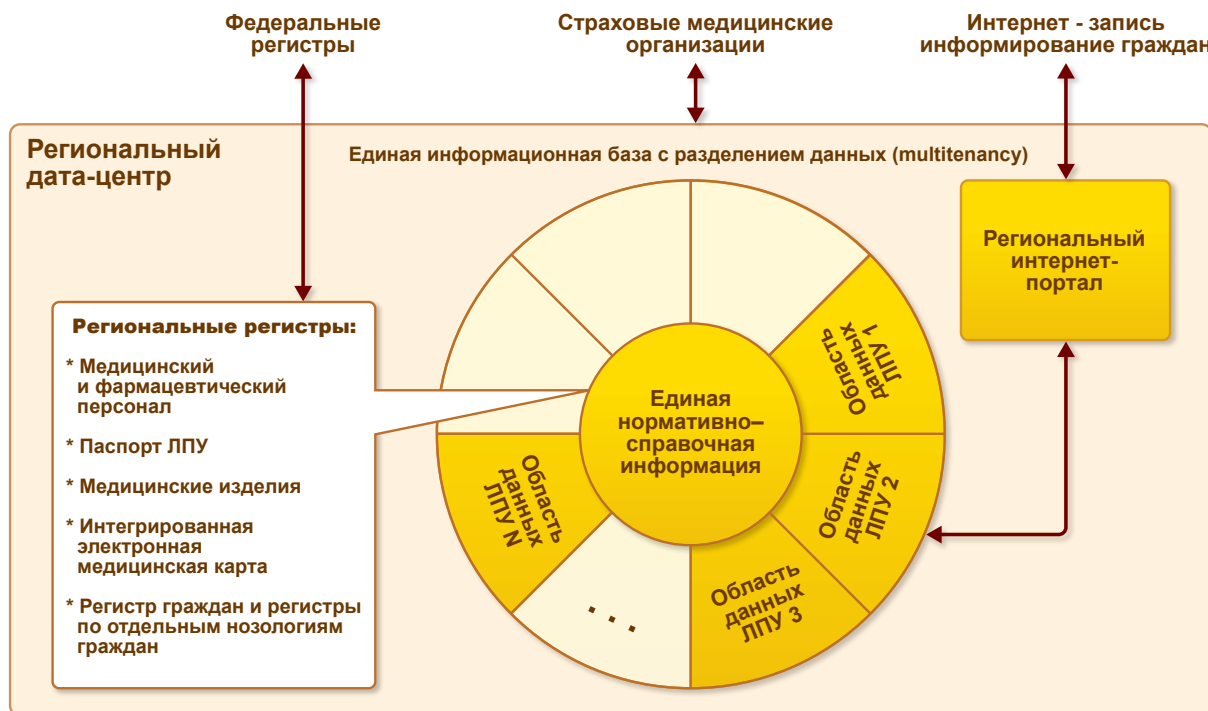 Федеральные
регистры
Страховые медицинские
организации
Интернет - запись
информирование граждан
Региональный
дата-центр
Единая информационная база с разделением данных (multitenancy)
Региональный
интернет-
портал
Региональные регистры:
* Медицинский
и фармацевтический
персонал
* Паспорт ЛПУ
* Медицинские изделия
* Интегрированная
электронная
медицинская карта
* Регистр граждан и регистры
по отдельным нозологиям
граждан
Единая
нормативно–
справочная
информация
Область
данных
ЛПУ 1
Область
данных
ЛПУ 2
Область
данных
ЛПУ 3
. . .
Область
данных
ЛПУ N